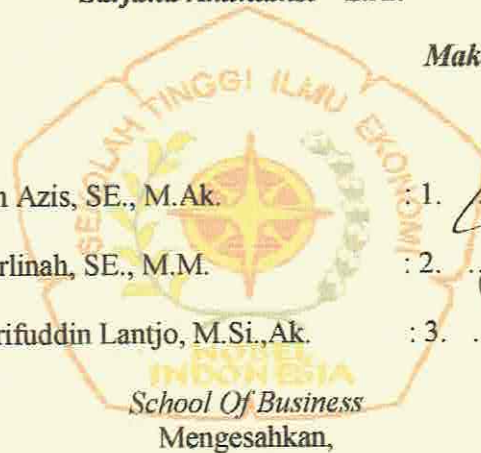 Mak
SEKOLAH TINGGI ILMU EKONOMI
n Azis, SE., M.Ak. : 1.
rlinah, SE., M.M. : 2. ..
rifuddin Lantjo, M.Si.,Ak. : 3. .
NOBEL
INDONESIA
School Of Business
Mengesahkan,